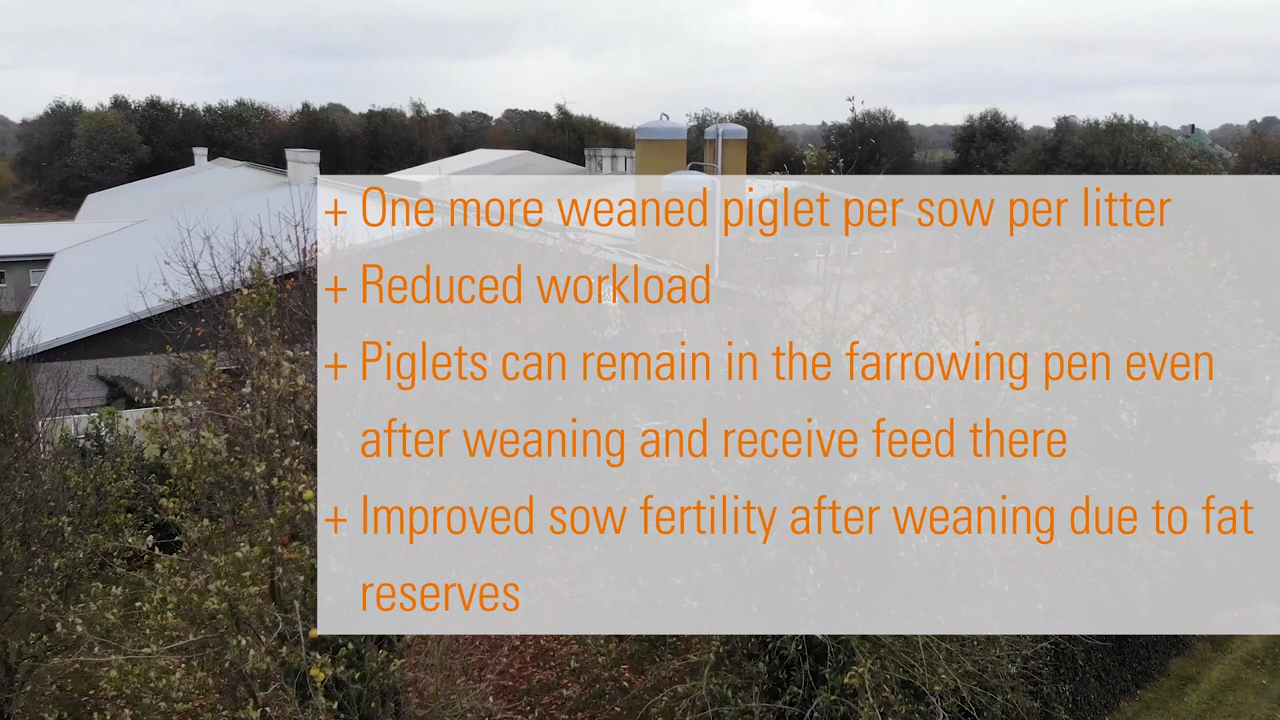 + One more weaned piglet per sow per litter
+ Reduced workload
+ Piglets can remain in the farrowing pen even
after weaning and receive feed there
+ Improved sow fertility after weaning due to fat
reserves